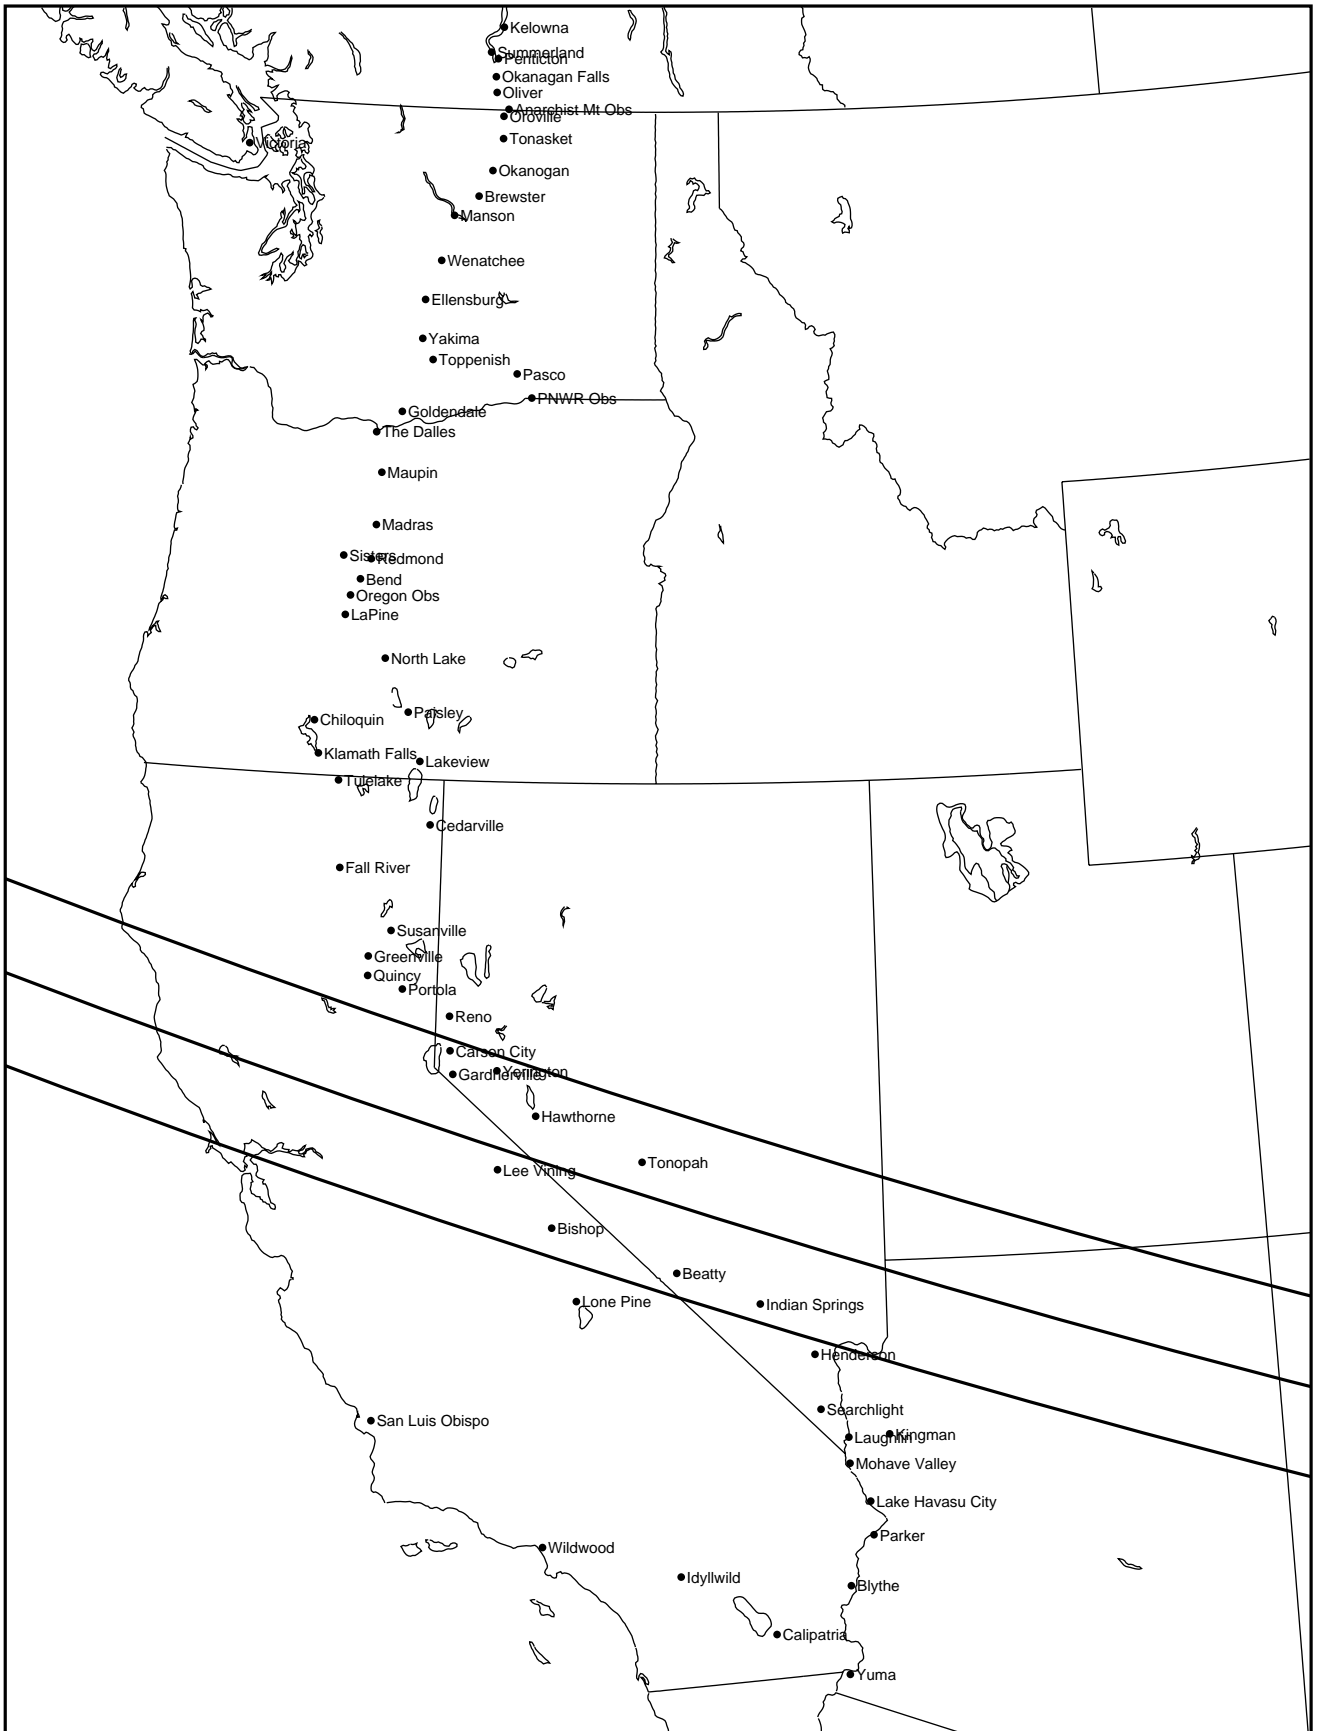 Kelowna
Summerland
Penticton
Okanagan Falls
Oliver
Anarchist Mt Obs
Oroville
Tonasket
Victoria
Okanogan
Brewster
Manson
Wenatchee
Ellensburg
Yakima
Toppenish
Pasco
PNWR Obs
Goldendale
The Dalles
Maupin
Madras
Sisters
Redmond
Bend
Oregon Obs
LaPine
North Lake
Paisley
Chiloquin
Klamath Falls
Lakeview
Tulelake
Cedarville
Fall River
Susanville
Greenville
Quincy
Portola
Reno
Carson City
Yerington
Gardnerville
Hawthorne
Tonopah
Lee Vining
Bishop
Beatty
Lone Pine
Indian Springs
Henderson
Searchlight
San Luis Obispo
Kingman
Laughlin
Mohave Valley
Lake Havasu City
Parker
Wildwood
Idyllwild
Blythe
Calipatria
Yuma